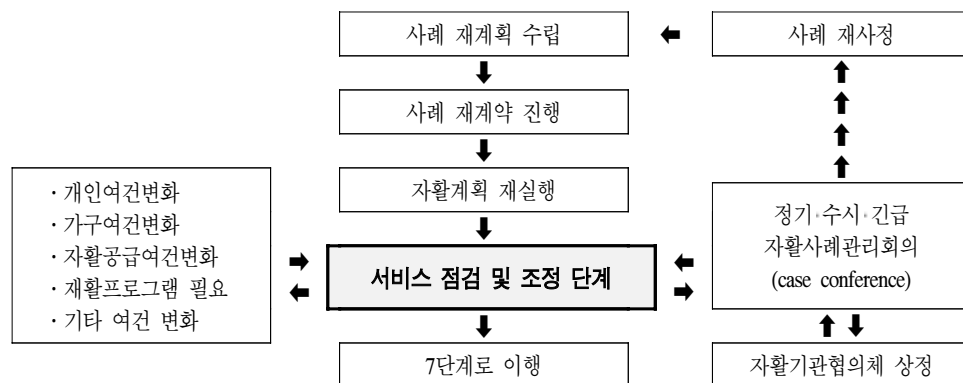 사례 재계획 수립
사례 재사정
사례 재계약 진행
자활계획 재실행
· 개인여건변화
· 가구여건변화
· 자활공급여건변화
· 재활프로그램 필요
· 기타 여건 변화
서비스 점검 및 조정 단계
정기·수시·긴급
자활사례관리회의
(case conference)
7단계로 이행
자활기관협의체 상정